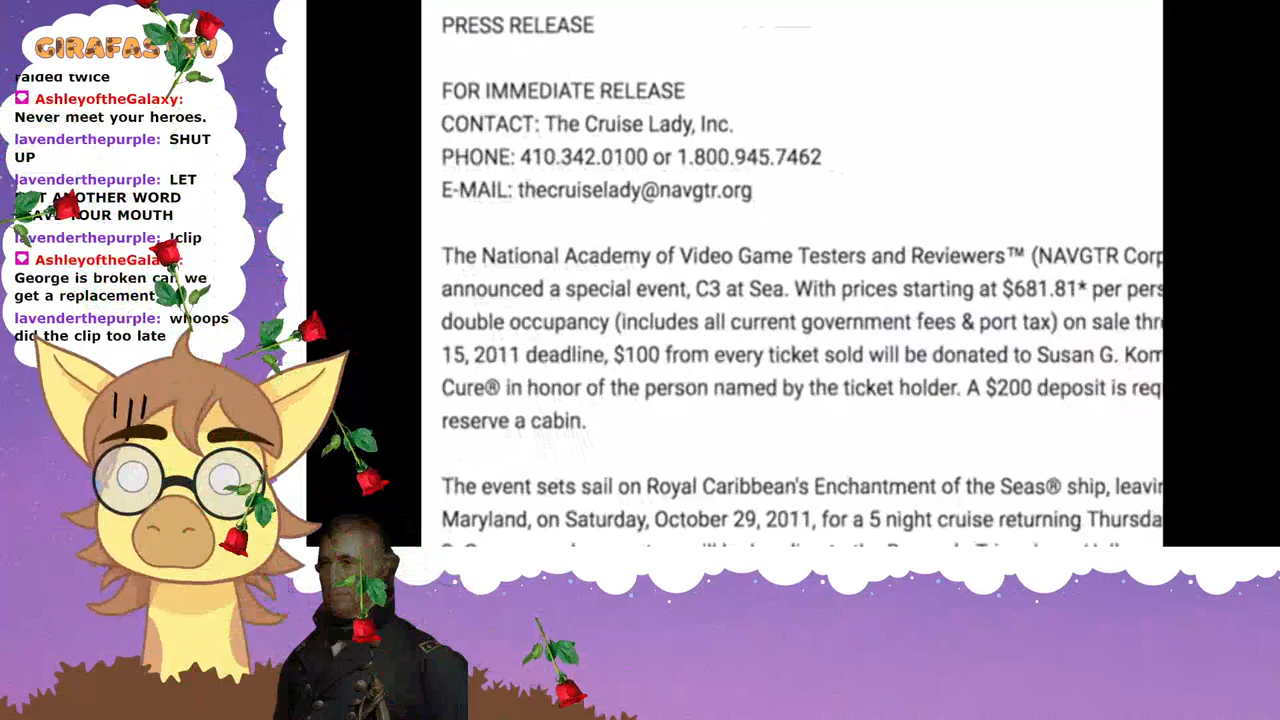 GIRAFAS TV
raided twice
AshleyoftheGalaxy:
Never meet your heroes.
lavenderthepurple: SHUT
UP
lavenderthepurple: LET
NOT ANOTHER WORD
LEAVE YOUR MOUTH
lavenderthepurple: !clip
AshleyoftheGalaxy:
George is broken can we
get a replacement
lavenderthepurple: whoops
did the clip too late
PRESS RELEASE
FOR IMMEDIATE RELEASE
CONTACT: The Cruise Lady, Inc.
PHONE: 410.342.0100 or 1.800.945.7462
E-MAIL: thecruiselady@navgtr.org
The National Academy of Video Game Testers and Reviewers™ (NAVGTR Corp
announced a special event, C3 at Sea. With prices starting at $681.81* per pers
double occupancy (includes all current government fees & port tax) on sale thr
15, 2011 deadline, $100 from every ticket sold will be donated to Susan G. Kom
Cure® in honor of the person named by the ticket holder. A $200 deposit is req
reserve a cabin.
The event sets sail on Royal Caribbean's Enchantment of the Seas® ship, leavin
Maryland, on Saturday, October 29, 2011, for a 5 night cruise returning Thursda